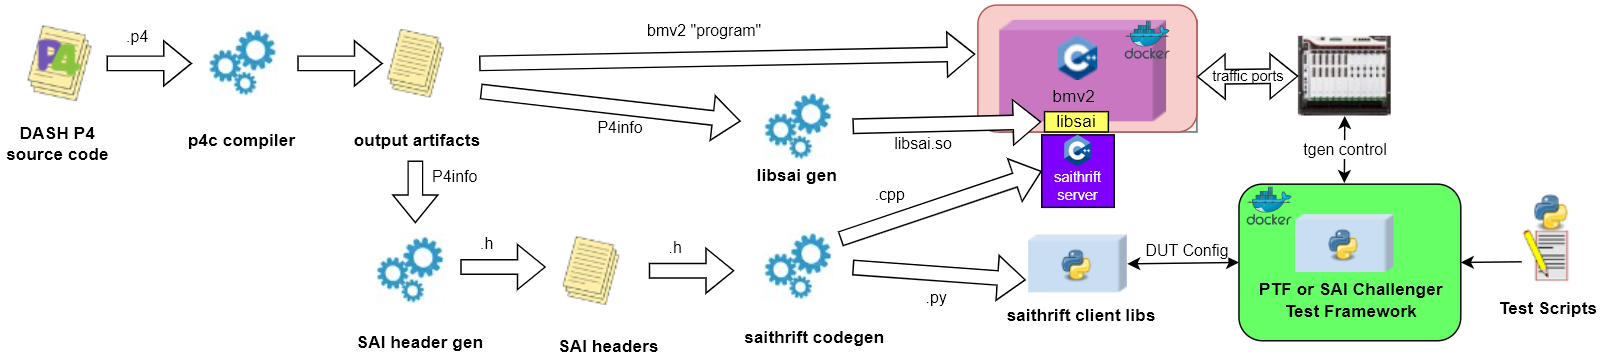 P4
DASH P4
source code
.p4
p4c compiler
output artifacts
bmv2 "program"
P4info
libsai gen
libsai.so
docker
bmv2
libsai
saithrift
server
traffic ports
tgen control
P4info
SAI header gen
.h
SAI headers
.h
saithrift codegen
.cpp
.py
saithrift client libs
DUT Config
docker
PTF or SAI Challenger
Test Framework
Test Scripts